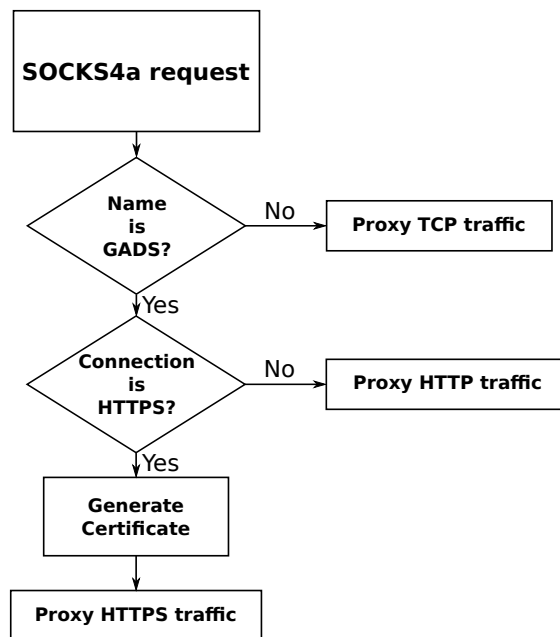 SOCKS4a request
Name
is
GADS?
No
Proxy TCP traffic
Yes
Connection
is
HTTPS?
No
Proxy HTTP traffic
Yes
Generate
Certificate
Proxy HTTPS traffic